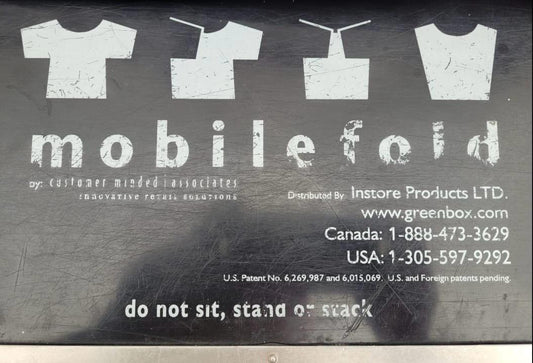 mobilefold
by: customer minded associates
innovative retail solutions
Distributed By: Instore Products LTD.
www.greenbox.com
Canada: 1-888-473-3629
USA: 1-305-597-9292
U.S. Patent No. 6,269,987 and 6,015,069. U.S. and Foreign patents pending.
do not sit, stand or stack